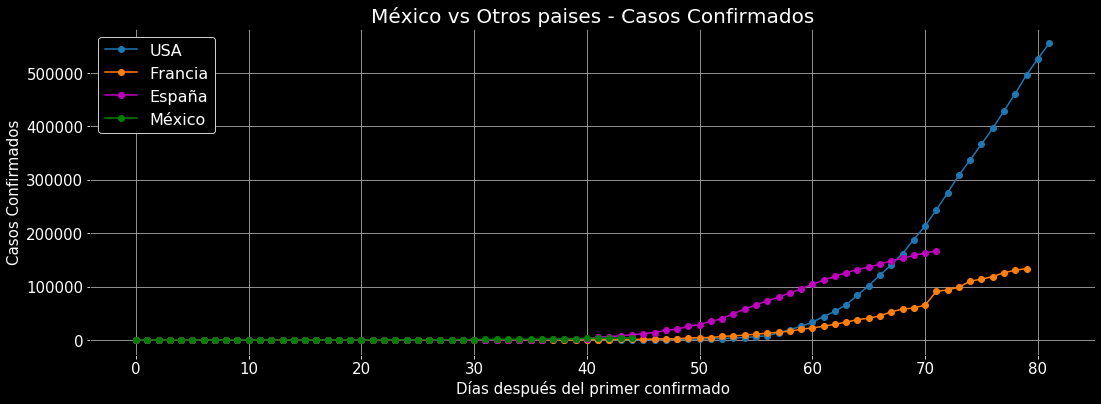 México vs Otros paises - Casos Confirmados
USA
Francia
España
México
Casos Confirmados
500000
400000
300000
200000
100000
0
0 10 20 30 40 50 60 70 80
Días después del primer confirmado